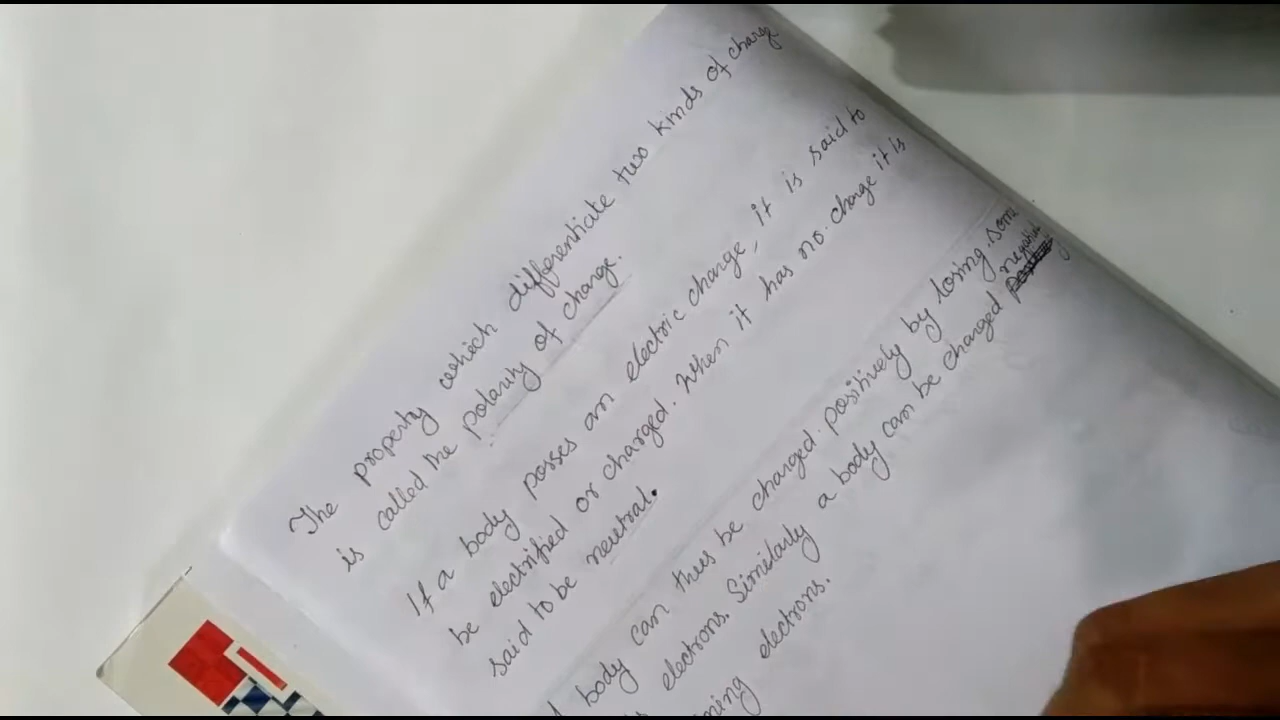 The property which differentiate two kinds of charg
is called the polarity of charge.
If a body posses an electric charge, it is said to
be electrified or charged. When it has no charge it is
said to be neutral.
body can thus be charged positively by losing some
electrons. Similarly a body can be charged negative
electrons.